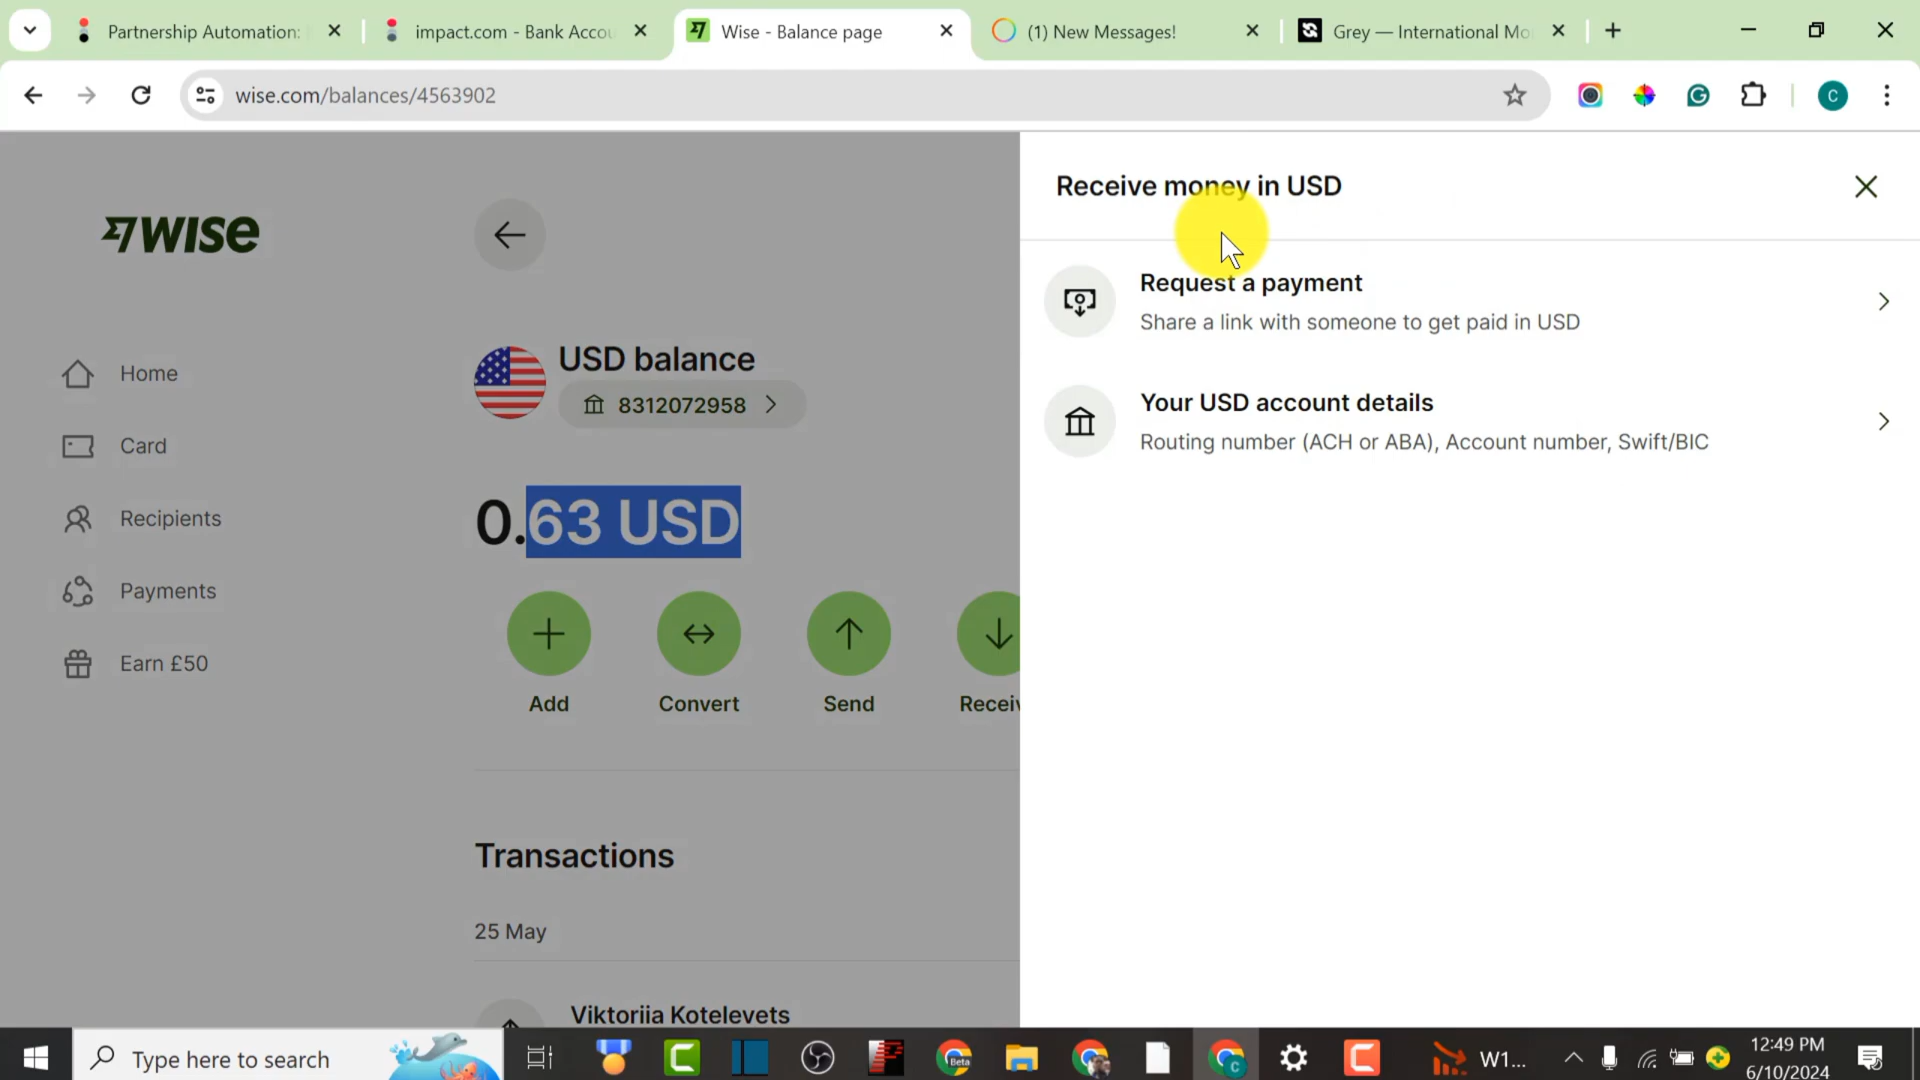 Partnership Automation:
impact.com - Bank Accou
Wise - Balance page
(1) New Messages!
Grey — International Mo
wise.com/balances/4563902
C
WISE
Home
Card
Recipients
Payments
Earn £50
USD balance
8312072958
0.63 USD
Add
Convert
Send
Receiv
Transactions
25 May
Viktoriia Kotelevets
Receive money in USD
Request a payment
Share a link with someone to get paid in USD
Your USD account details
Routing number (ACH or ABA), Account number, Swift/BIC
Type here to search
Beta
W1...
12:49 PM
6/10/2024